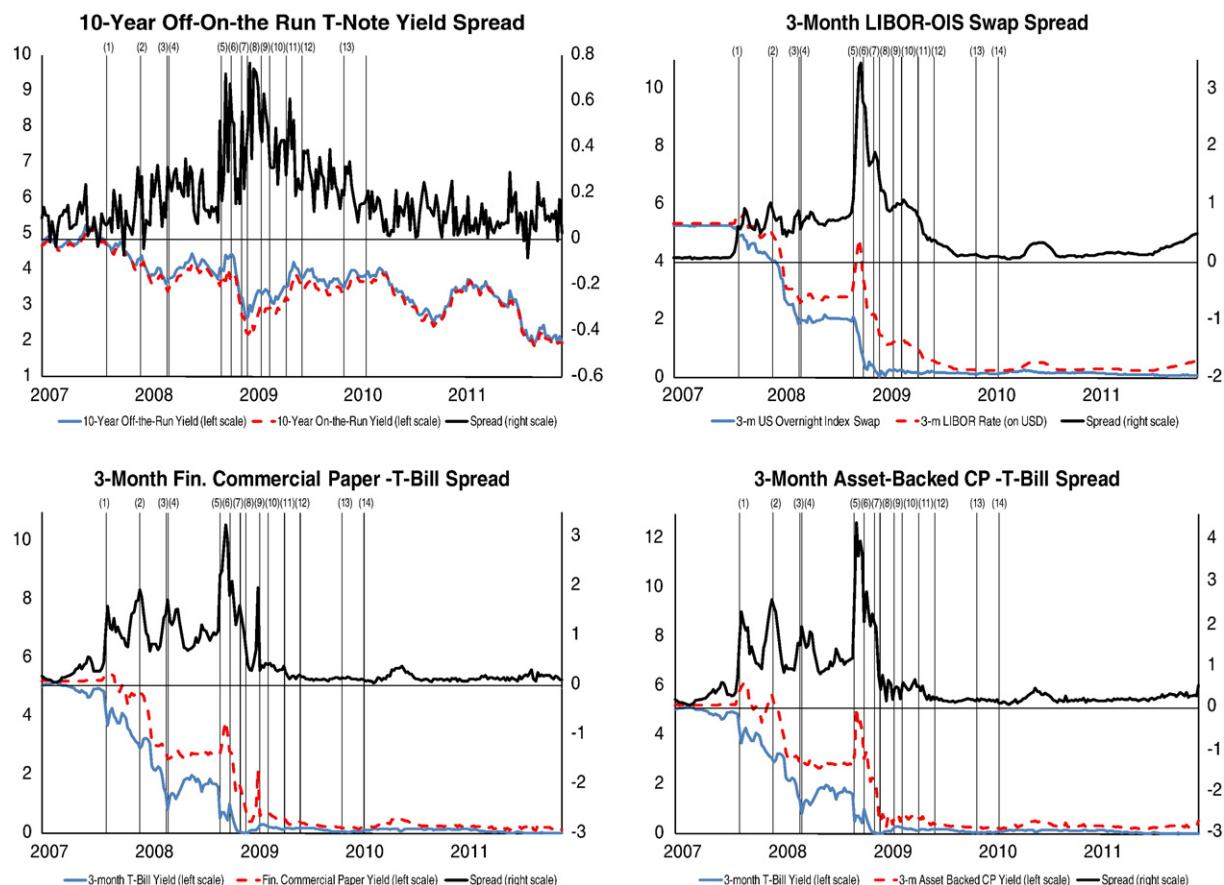 10-Year Off-On-the Run T-Note Yield Spread
(1) (2) (3)(4) (5)(6) (7) (8) (9)(10) (11) (12) (13) (14)
10 0.8
9 0.6
8
7 0.4
6 0.2
5 0
4 -0.2
3
2 -0.4
1 -0.6
2007 2008 2009 2010 2011
10-Year Off-the-Run Yield (left scale) 10-Year On-the-Run Yield (left scale) Spread (right scale)
3-Month LIBOR-OIS Swap Spread
(1) (2) (3)(4) (5)(6) (7) (8) (9)(10) (11) (12) (13) (14)
10 3
8 2
6 1
4 0
2 -1
0 -2
2007 2008 2009 2010 2011
3-m US Overnight Index Swap 3-m LIBOR Rate (on USD) Spread (right scale)
3-Month Fin. Commercial Paper -T-Bill Spread
(1) (2) (3)(4) (5) (6) (7) (8) (9) (10) (11) (12) (13) (14)
10 3
8 2
6 1
0
4 -1
2 -2
0 -3
2007 2008 2009 2010 2011
3-month T-Bill Yield (left scale) Fin. Commercial Paper Yield (left scale) Spread (right scale)
3-Month Asset-Backed CP -T-Bill Spread
(1) (2) (3)(4) (5) (6) (7) (8) (9) (10) (11) (12) (13) (14)
12 4
10 3
2
8 1
6 0
4 -1
2 -2
0 -3
2007 2008 2009 2010 2011
3-month T-Bill Yield (left scale) 3-m Asset Backed CP Yield (left scale) Spread (right scale)